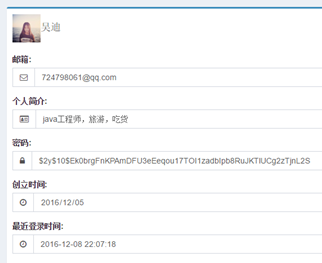 吴迪
邮箱:
724798061@qq.com
个人简介:
java工程师，旅游，吃货
密码:
$2y$10$Ek0brgFnKPAmDFU3eEeqou17TOI1zadbIpb8RuJKTlUCg2zTjnL2S
创立时间:
2016/12/05
最近登录时间:
2016-12-08 22:07:18